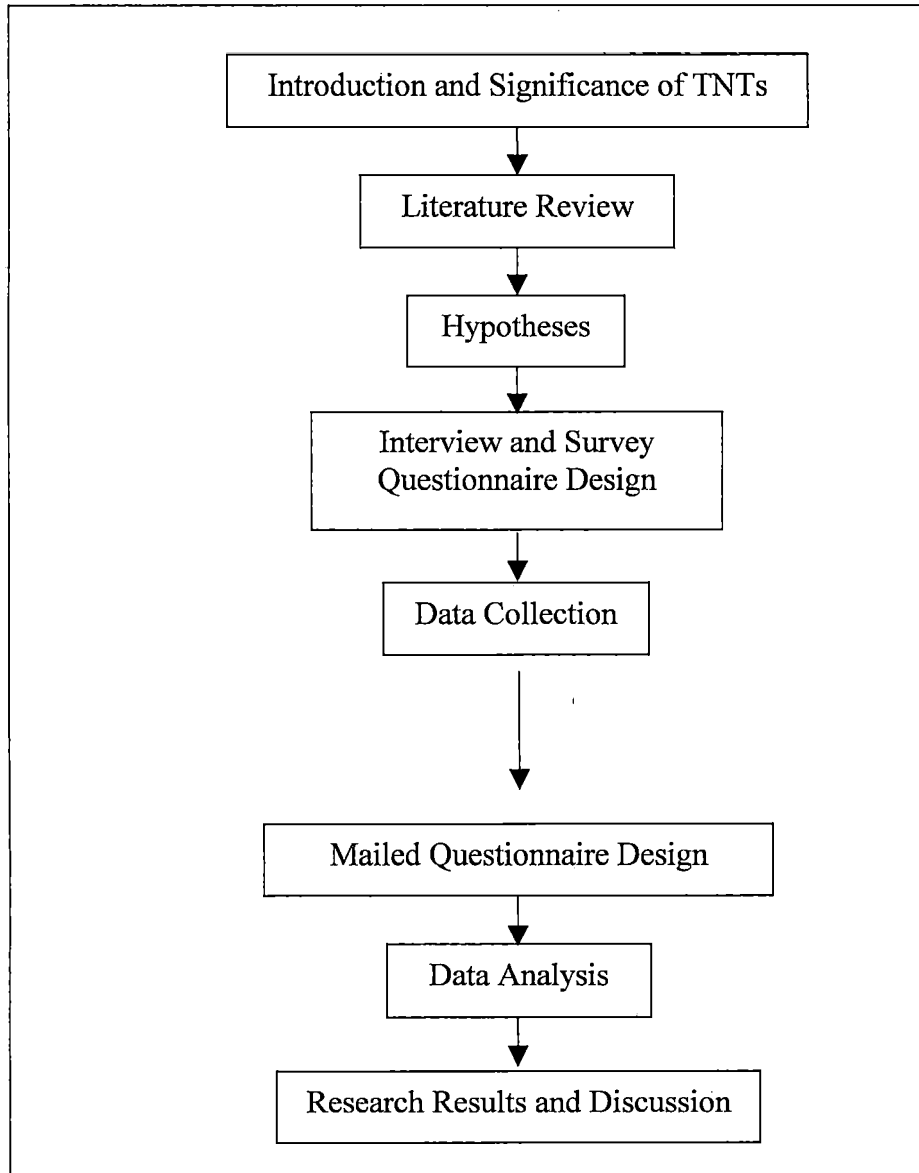 Introduction and Significance of TNTs
Literature Review
Hypotheses
Interview and Survey
Questionnaire Design
Data Collection
Mailed Questionnaire Design
Data Analysis
Research Results and Discussion